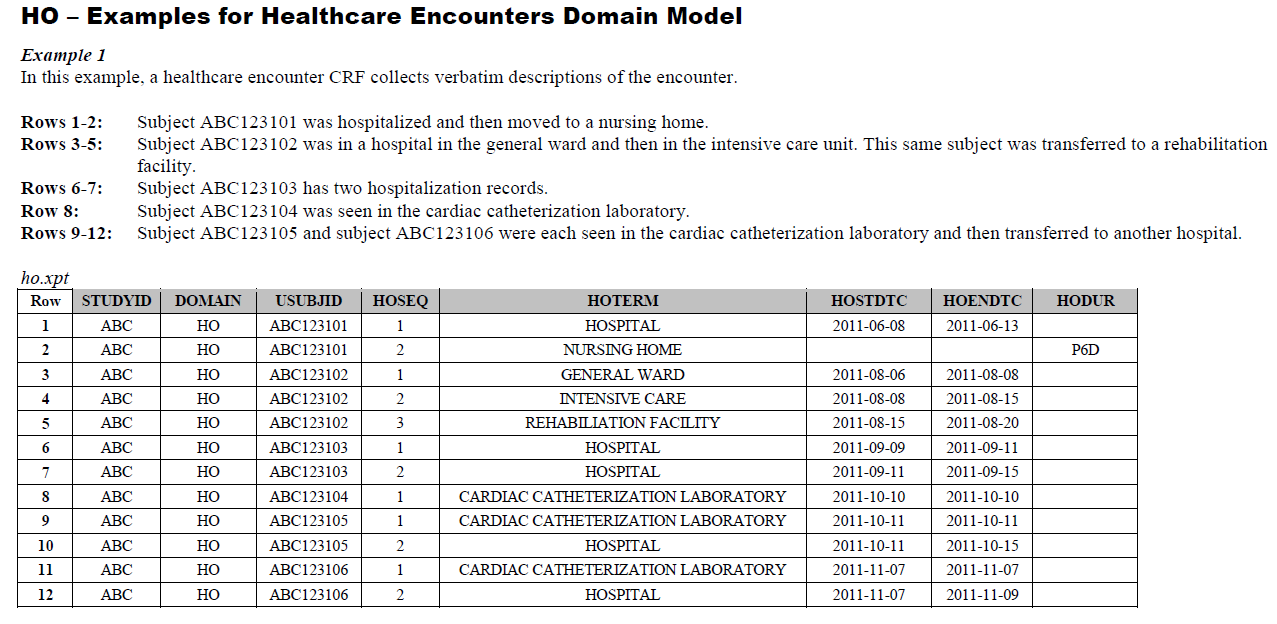 HO – Examples for Healthcare Encounters Domain Model
Example 1
In this example, a healthcare encounter CRF collects verbatim descriptions of the encounter.
Rows 1-2: Subject ABC123101 was hospitalized and then moved to a nursing home.
Rows 3-5: Subject ABC123102 was in a hospital in the general ward and then in the intensive care unit. This same subject was transferred to a rehabilitation
facility.
Rows 6-7: Subject ABC123103 has two hospitalization records.
Row 8: Subject ABC123104 was seen in the cardiac catheterization laboratory.
Rows 9-12: Subject ABC123105 and subject ABC123106 were each seen in the cardiac catheterization laboratory and then transferred to another hospital.
ho.xpt
Row STUDYID DOMAIN USUBJID HOSEQ HOTERM HOSTDTC HOENDTC HODUR
1 ABC HO ABC123101 1 HOSPITAL 2011-06-08 2011-06-13
2 ABC HO ABC123101 2 NURSING HOME P6D
3 ABC HO ABC123102 1 GENERAL WARD 2011-08-06 2011-08-08
4 ABC HO ABC123102 2 INTENSIVE CARE 2011-08-08 2011-08-15
5 ABC HO ABC123102 3 REHABILIATION FACILITY 2011-08-15 2011-08-20
6 ABC HO ABC123103 1 HOSPITAL 2011-09-09 2011-09-11
7 ABC HO ABC123103 2 HOSPITAL 2011-09-11 2011-09-15
8 ABC HO ABC123104 1 CARDIAC CATHETERIZATION LABORATORY 2011-10-10 2011-10-10
9 ABC HO ABC123105 1 CARDIAC CATHETERIZATION LABORATORY 2011-10-11 2011-10-11
10 ABC HO ABC123105 2 HOSPITAL 2011-10-11 2011-10-15
11 ABC HO ABC123106 1 CARDIAC CATHETERIZATION LABORATORY 2011-11-07 2011-11-07
12 ABC HO ABC123106 2 HOSPITAL 2011-11-07 2011-11-09